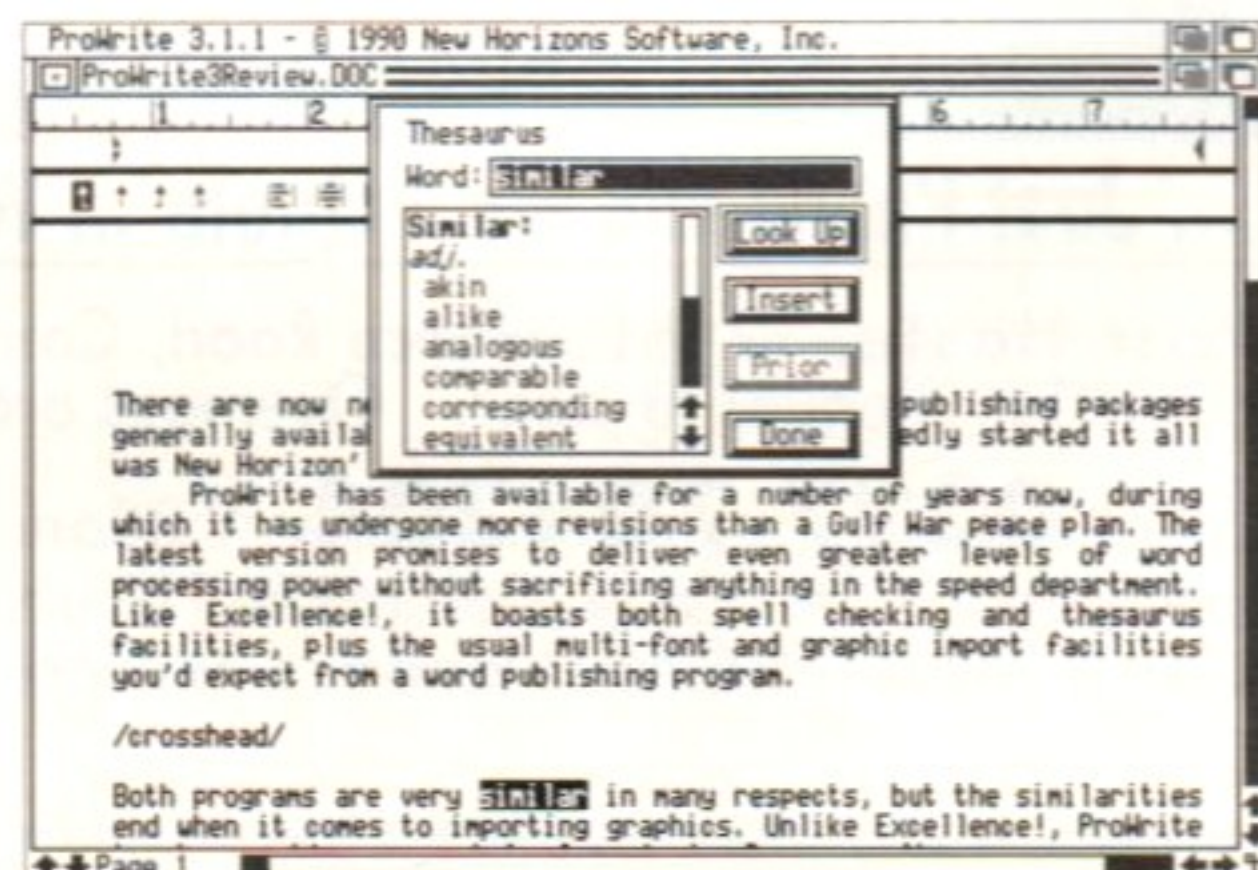 ProWrite 3.1.1 - © 1990 New Horizons Software, Inc.
ProWrite3Review.DOC
1 2 6 7
Thesaurus
Word: Similar
Similar:
adj.
akin
alike
analogous
comparable
corresponding
equivalent
Look Up
Insert
Prior
Done
There are now ne publishing packages
generally availa edly started it all
was New Horizon'
ProWrite has been available for a number of years now, during
which it has undergone more revisions than a Gulf War peace plan. The
latest version promises to deliver even greater levels of word
processing power without sacrificing anything in the speed department.
Like Excellence!, it boasts both spell checking and thesaurus
facilities, plus the usual multi-font and graphic import facilities
you'd expect from a word publishing program.
/crosshead/
Both programs are very similar in many respects, but the similarities
end when it comes to importing graphics. Unlike Excellence!, ProWrite
Page 1